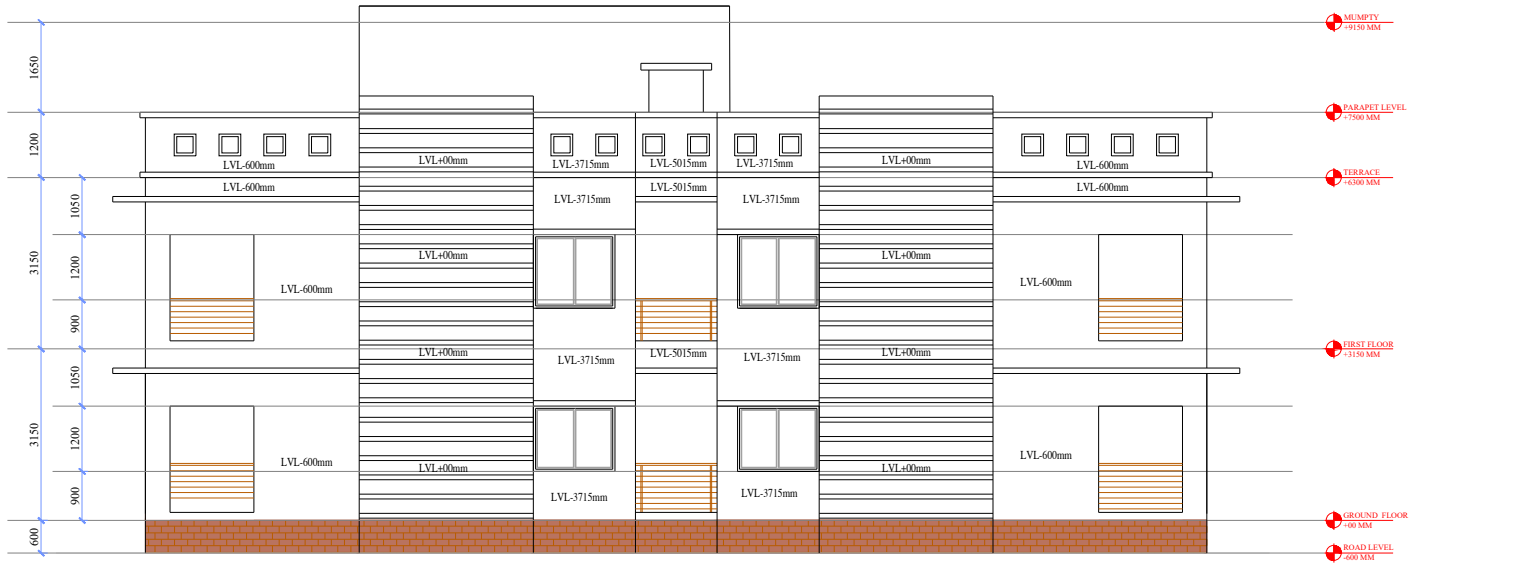 MUMPTY
+9150 MM
1650
PARAPET LEVEL
+7500 MM
1200
LVL-600mm
LVL+00mm
LVL-3715mm
LVL-5015mm
LVL-3715mm
LVL+00mm
LVL-600mm
TERRACE
+6300 MM
LVL-600mm
LVL-5015mm
LVL-600mm
1050
LVL-3715mm
LVL-3715mm
3150
1200
LVL+00mm
LVL+00mm
LVL-600mm
LVL-600mm
900
FIRST FLOOR
+3150 MM
LVL+00mm
LVL-3715mm
LVL-5015mm
LVL-3715mm
LVL+00mm
1050
3150
1200
LVL-600mm
LVL+00mm
LVL+00mm
LVL-600mm
900
LVL-3715mm
LVL-3715mm
GROUND FLOOR
+00 MM
600
ROAD LEVEL
-600 MM